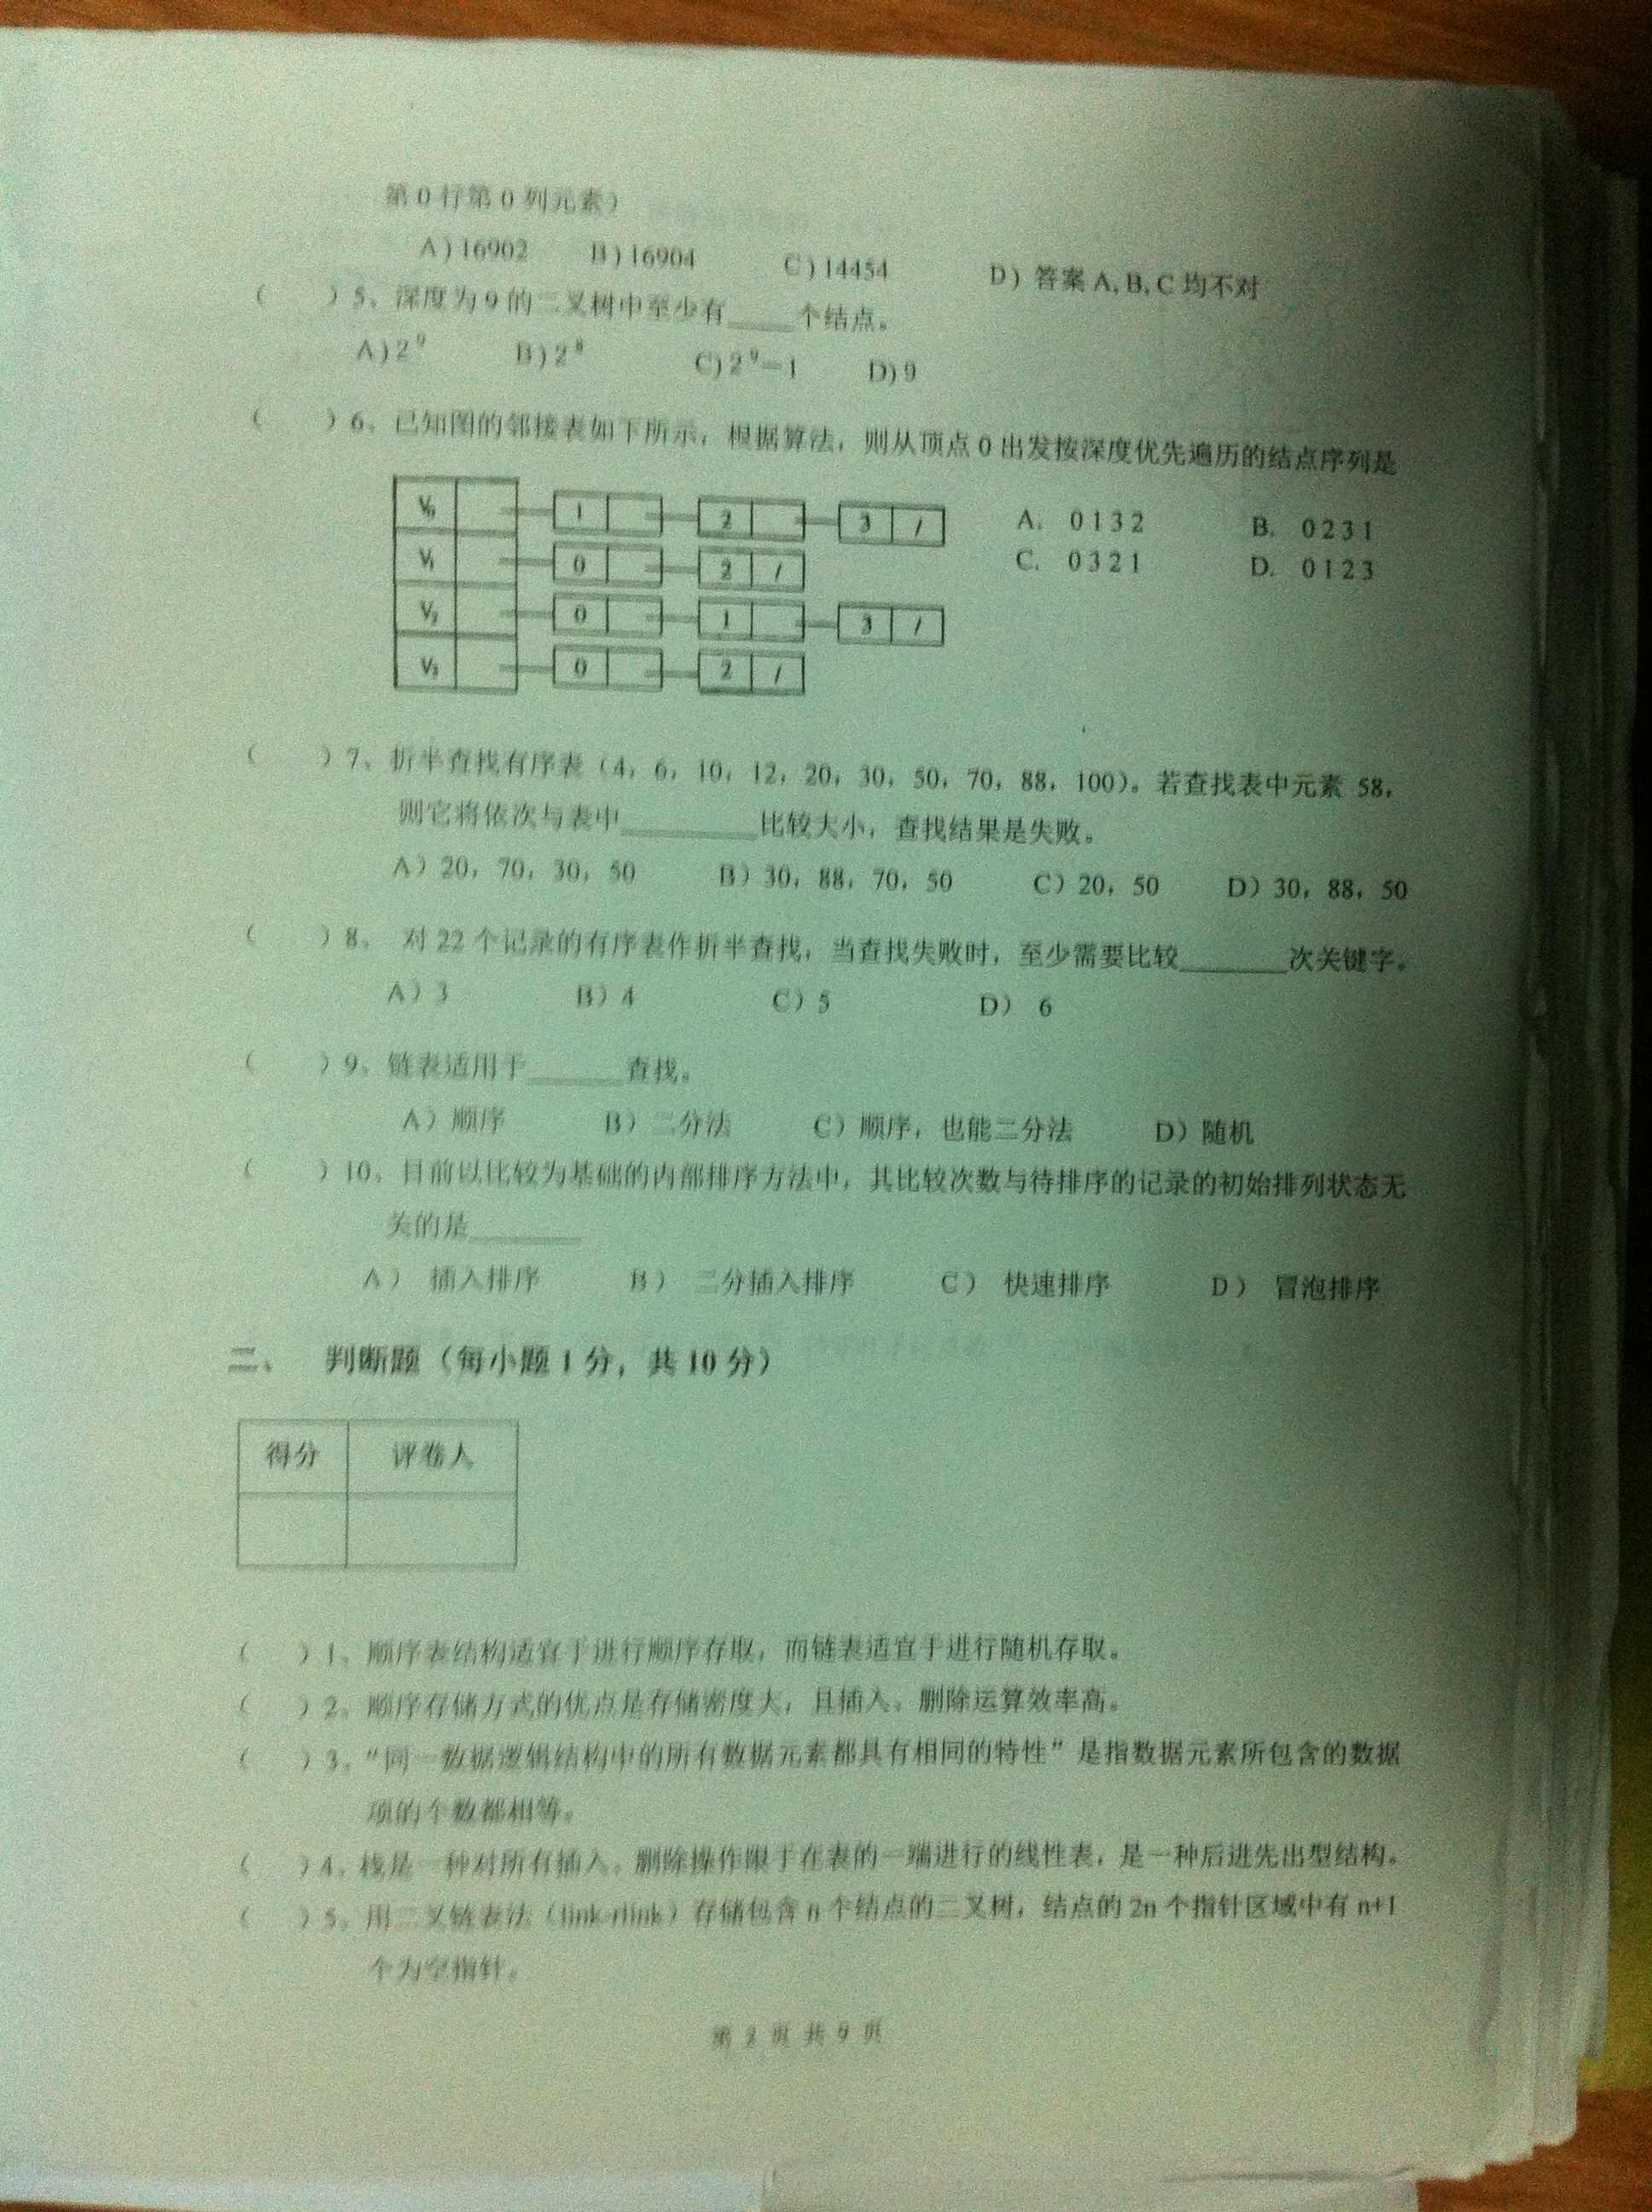 第0行第0列元素）
A)16902 B)16904 C)14454 D) 答案A, B, C均不对
（ ）5、深度为9的二叉树中至少有____个结点。
A)2⁹ B)2⁸ C)2⁹−1 D)9
（ ）6、已知图的邻接表如下所示，根据算法，则从顶点0出发按深度优先遍历的结点序列是
V₀ 1 2 3 /
A. 0132 B. 0231
V₁ 0 2 /
C. 0321 D. 0123
V₂ 0 1 3 /
V₃ 0 2 /
（ ）7、折半查找有序表（4，6，10，12，20，30，50，70，88，100）。若查找表中元素 58，
则它将依次与表中________比较大小，查找结果是失败。
A）20，70，30，50 B）30，88，70，50 C）20，50 D）30，88，50
（ ）8、 对22个记录的有序表作折半查找，当查找失败时，至少需要比较________次关键字。
A）3 B）4 C）5 D） 6
（ ）9、链表适用于______查找。
A）顺序 B）二分法 C）顺序，也能二分法 D）随机
（ ）10、目前以比较为基础的内部排序方法中，其比较次数与待排序的记录的初始排列状态无
关的是________
A） 插入排序 B） 二分插入排序 C） 快速排序 D） 冒泡排序
二、 判断题（每小题1分，共10分）
得分 评卷人
（ ）1、顺序表结构适宜于进行顺序存取，而链表适宜于进行随机存取。
（ ）2、顺序存储方式的优点是存储密度大，且插入、删除运算效率高。
（ ）3、“同一数据逻辑结构中的所有数据元素都具有相同的特性”是指数据元素所包含的数据
项的个数都相等。
（ ）4、栈是一种对所有插入、删除操作限于在表的一端进行的线性表，是一种后进先出型结构。
（ ）5、用二叉链表法（llink-rlink）存储包含n个结点的二叉树，结点的2n个指针区域中有n+1
个为空指针。
第 2 页 共 9 页